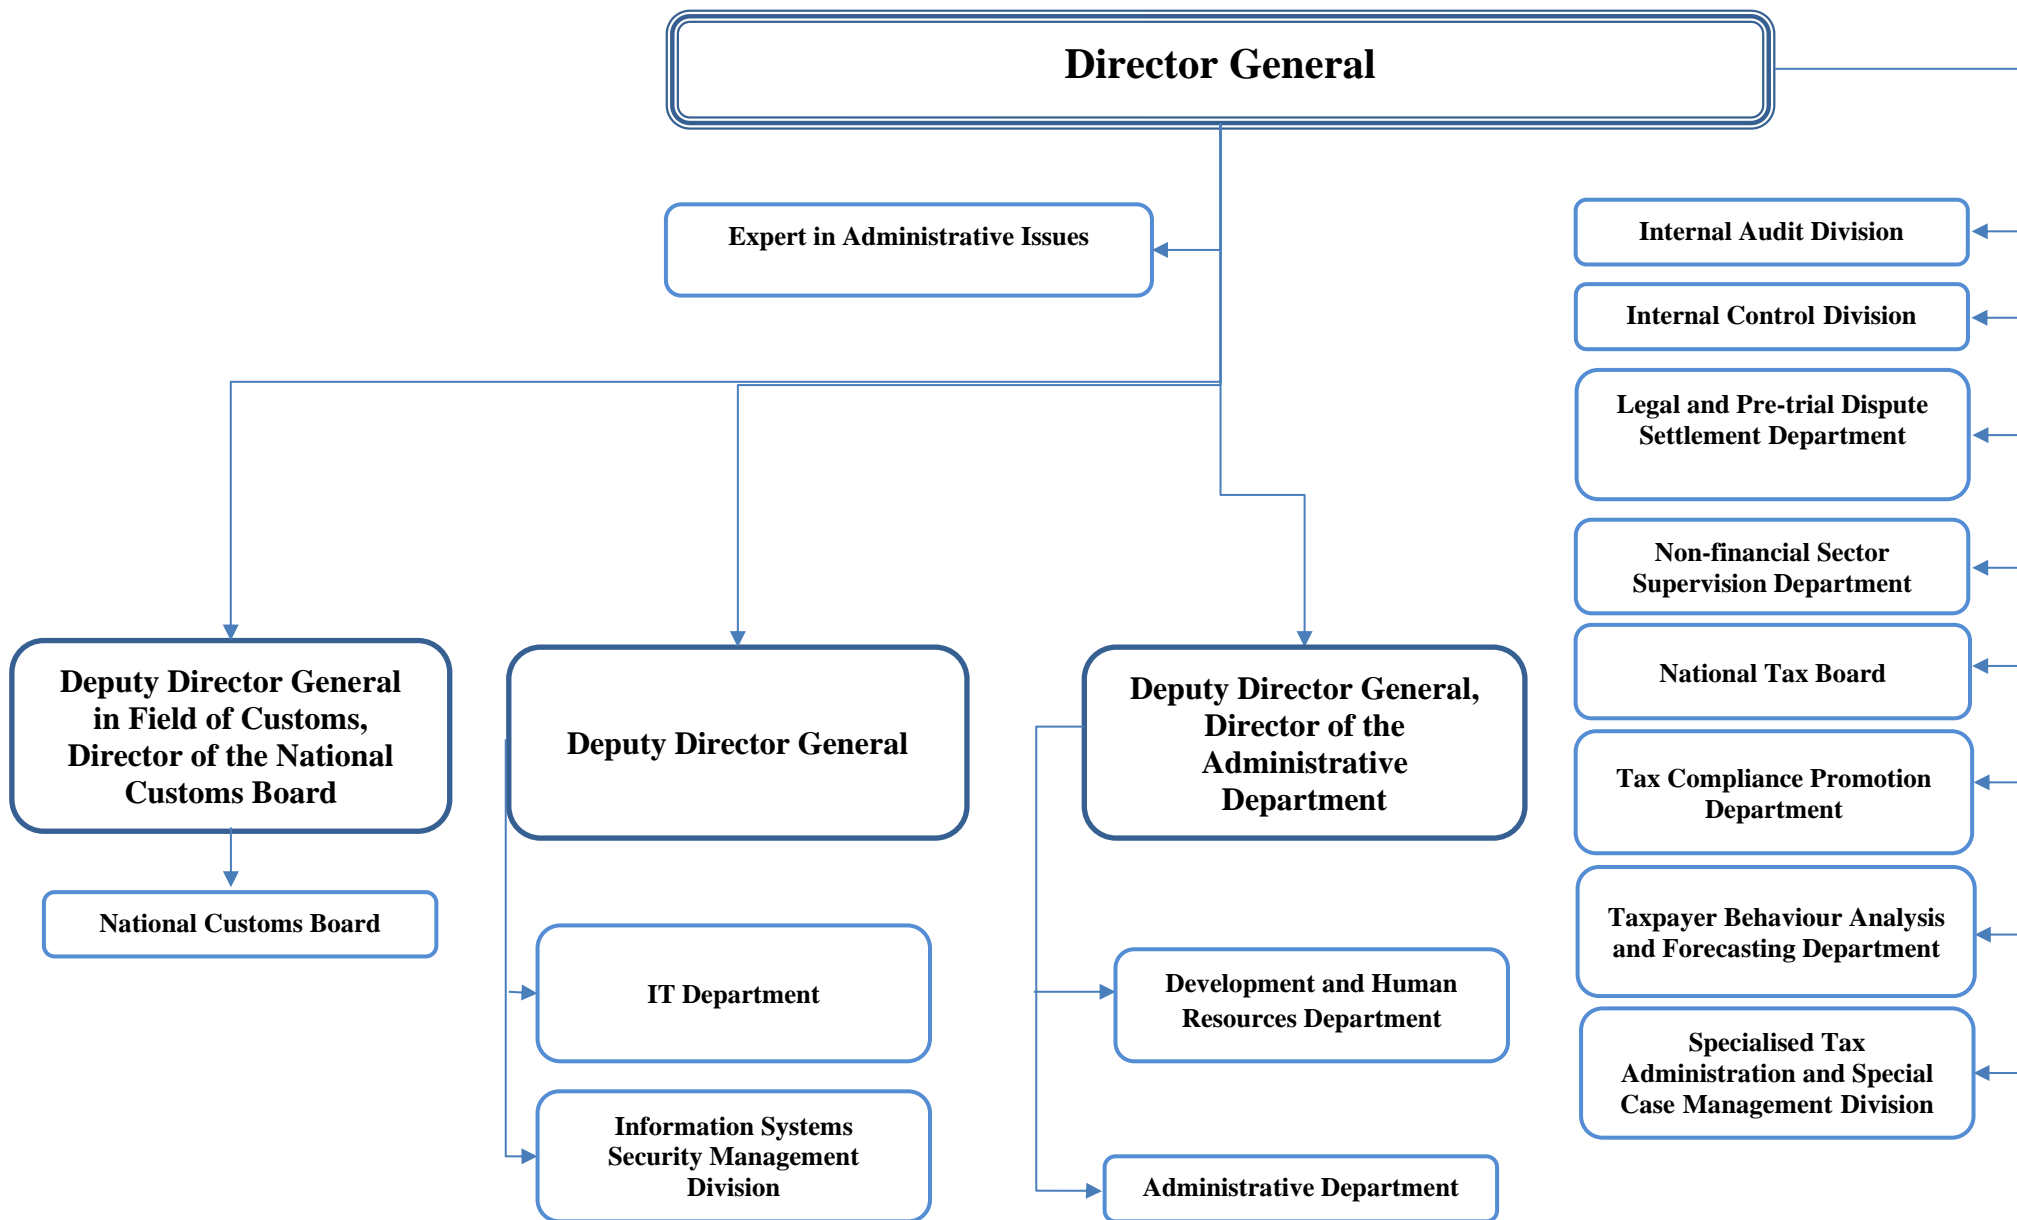 Director General
Expert in Administrative Issues
Internal Audit Division
Internal Control Division
Legal and Pre-trial Dispute
Settlement Department
Non-financial Sector
Supervision Department
National Tax Board
Tax Compliance Promotion
Department
Taxpayer Behaviour Analysis
and Forecasting Department
Specialised Tax
Administration and Special
Case Management Division
Deputy Director General
in Field of Customs,
Director of the National
Customs Board
National Customs Board
Deputy Director General
IT Department
Information Systems
Security Management
Division
Deputy Director General,
Director of the
Administrative
Department
Development and Human
Resources Department
Administrative Department